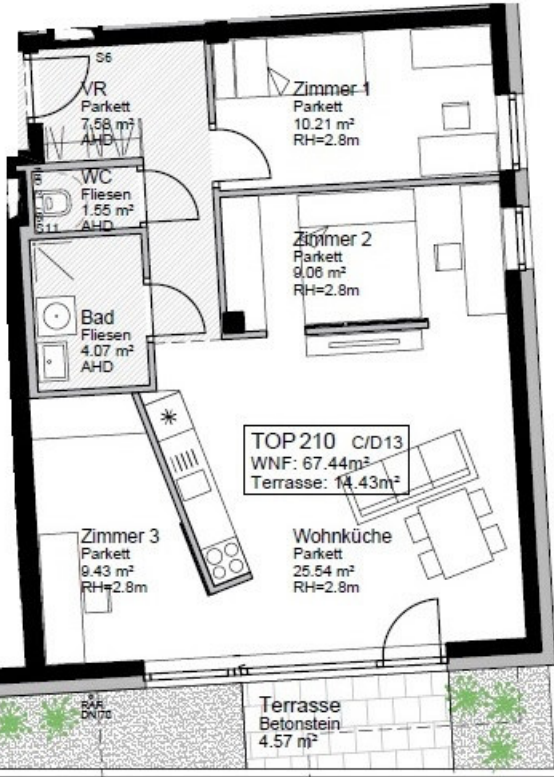 S6
VR
Parkett
7.58 m²
AHD
Zimmer 1
Parkett
10.21 m²
RH=2.8m
WC
Fliesen
1.55 m²
AHD
S11
Zimmer 2
Parkett
9.06 m²
RH=2.8m
Bad
Fliesen
4.07 m²
AHD
TOP 210 C/D13
WNF: 67.44m²
Terrasse: 14.43m²
Zimmer 3
Parkett
9.43 m²
RH=2.8m
Wohnküche
Parkett
25.54 m²
RH=2.8m
RAR
DN70
Terrasse
Betonstein
4.57 m²